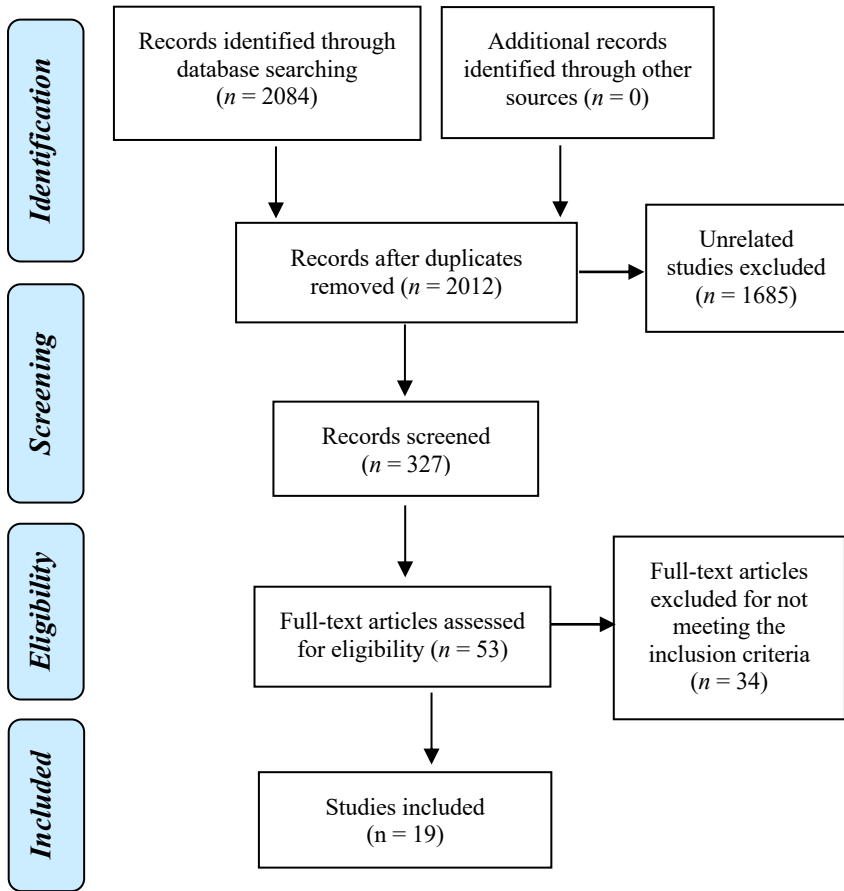 Identification
Records identified through
database searching
(n = 2084)
Additional records
identified through other
sources (n = 0)
Records after duplicates
removed (n = 2012)
Unrelated
studies excluded
(n = 1685)
Screening
Records screened
(n = 327)
Eligibility
Full-text articles assessed
for eligibility (n = 53)
Full-text articles
excluded for not
meeting the
inclusion criteria
(n = 34)
Included
Studies included
(n = 19)